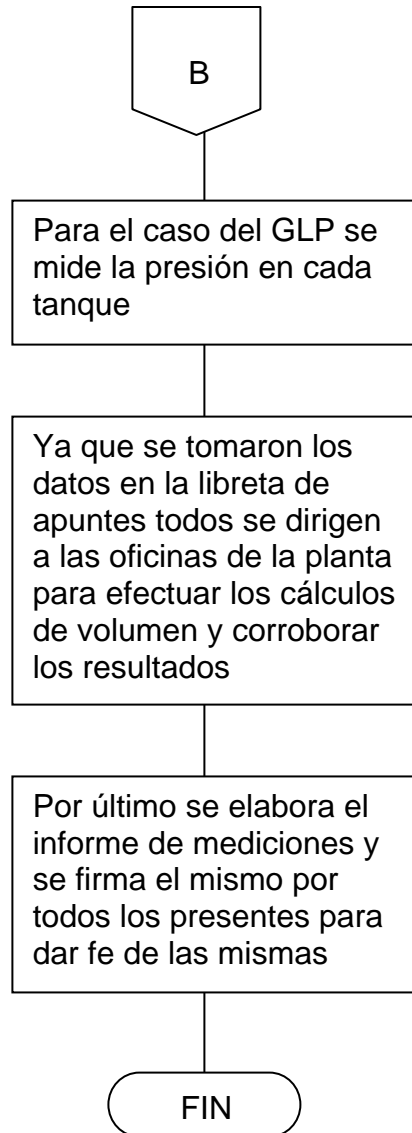 B
Para el caso del GLP se
mide la presión en cada
tanque
Ya que se tomaron los
datos en la libreta de
apuntes todos se dirigen
a las oficinas de la planta
para efectuar los cálculos
de volumen y corroborar
los resultados
Por último se elabora el
informe de mediciones y
se firma el mismo por
todos los presentes para
dar fe de las mismas
FIN